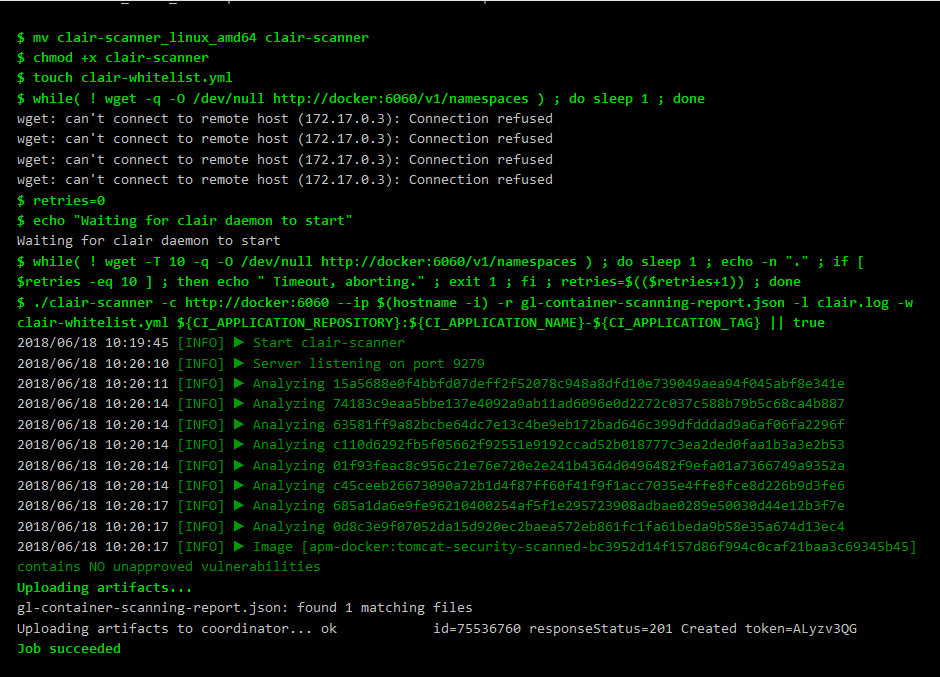 $ mv clair-scanner_linux_amd64 clair-scanner
$ chmod +x clair-scanner
$ touch clair-whitelist.yml
$ while( ! wget -q -O /dev/null http://docker:6060/v1/namespaces ) ; do sleep 1 ; done
wget: can't connect to remote host (172.17.0.3): Connection refused
wget: can't connect to remote host (172.17.0.3): Connection refused
wget: can't connect to remote host (172.17.0.3): Connection refused
wget: can't connect to remote host (172.17.0.3): Connection refused
$ retries=0
$ echo "Waiting for clair daemon to start"
Waiting for clair daemon to start
$ while( ! wget -T 10 -q -O /dev/null http://docker:6060/v1/namespaces ) ; do sleep 1 ; echo -n "." ; if [
$retries -eq 10 ] ; then echo " Timeout, aborting." ; exit 1 ; fi ; retries=$(($retries+1)) ; done
$ ./clair-scanner -c http://docker:6060 --ip $(hostname -i) -r gl-container-scanning-report.json -l clair.log -w
clair-whitelist.yml ${CI_APPLICATION_REPOSITORY}:${CI_APPLICATION_NAME}-${CI_APPLICATION_TAG} || true
2018/06/18 10:19:45 [INFO] ▶ Start clair-scanner
2018/06/18 10:20:10 [INFO] ▶ Server listening on port 9279
2018/06/18 10:20:11 [INFO] ▶ Analyzing 15a5688e0f4bbfd07deff2f52078c948a8dfd10e739049aea94f045abf8e341e
2018/06/18 10:20:14 [INFO] ▶ Analyzing 74183c9eaa5bbe137e4092a9ab11ad6096e0d2272c037c588b79b5c68ca4b887
2018/06/18 10:20:14 [INFO] ▶ Analyzing 63581ff9a82bcbe64dc7e13c4be9eb172bad646c399dfdddad9a6af06fa2296f
2018/06/18 10:20:14 [INFO] ▶ Analyzing c110d6292fb5f05662f92551e9192ccad52b018777c3ea2ded0faa1b3a3e2b53
2018/06/18 10:20:14 [INFO] ▶ Analyzing 01f93feac8c956c21e76e720e2e241b4364d0496482f9efa01a7366749a9352a
2018/06/18 10:20:14 [INFO] ▶ Analyzing c45ceeb26673090a72b1d4f87ff60f41f9f1acc7035e4ffe8fce8d226b9d3fe6
2018/06/18 10:20:17 [INFO] ▶ Analyzing 685a1da6e9fe96210400254af5f1e295723908adbae0289e50030d44e12b3f7e
2018/06/18 10:20:17 [INFO] ▶ Analyzing 0d8c3e9f07052da15d920ec2baea572eb861fc1fa61beda9b58e35a674d13ec4
2018/06/18 10:20:17 [INFO] ▶ Image [apm-docker:tomcat-security-scanned-bc3952d14f157d86f994c0caf21baa3c69345b45]
contains NO unapproved vulnerabilities
Uploading artifacts...
gl-container-scanning-report.json: found 1 matching files
Uploading artifacts to coordinator... ok            id=75536760 responseStatus=201 Created token=ALyzv3QG
Job succeeded